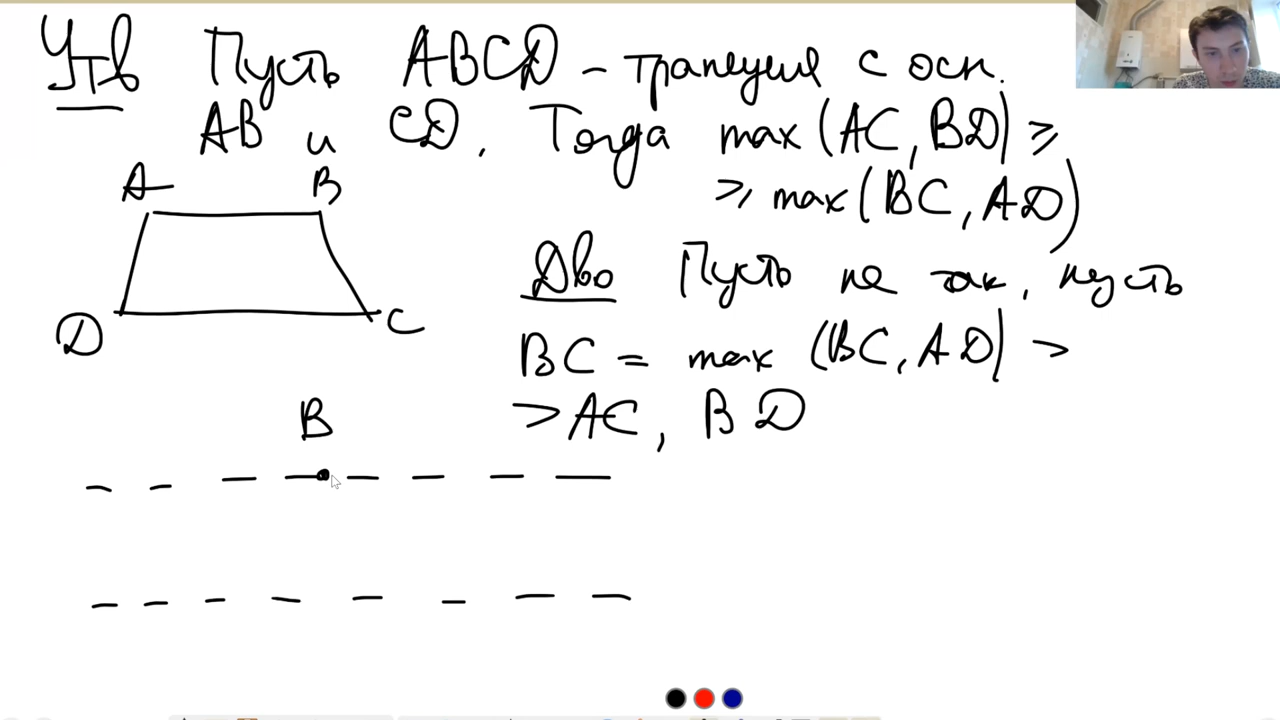 Утв Пусть ABCD – трапеция с осн.
AB и CD. Тогда max(AC, BD) ≥
≥ max(BC, AD)
A B
D C
Д-во Пусть не так, пусть
BC = max (BC, AD) >
> AC, BD
B